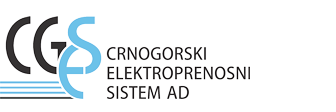 CGES
CRNOGORSKI
ELEKTROPRENOSNI
SISTEM AD